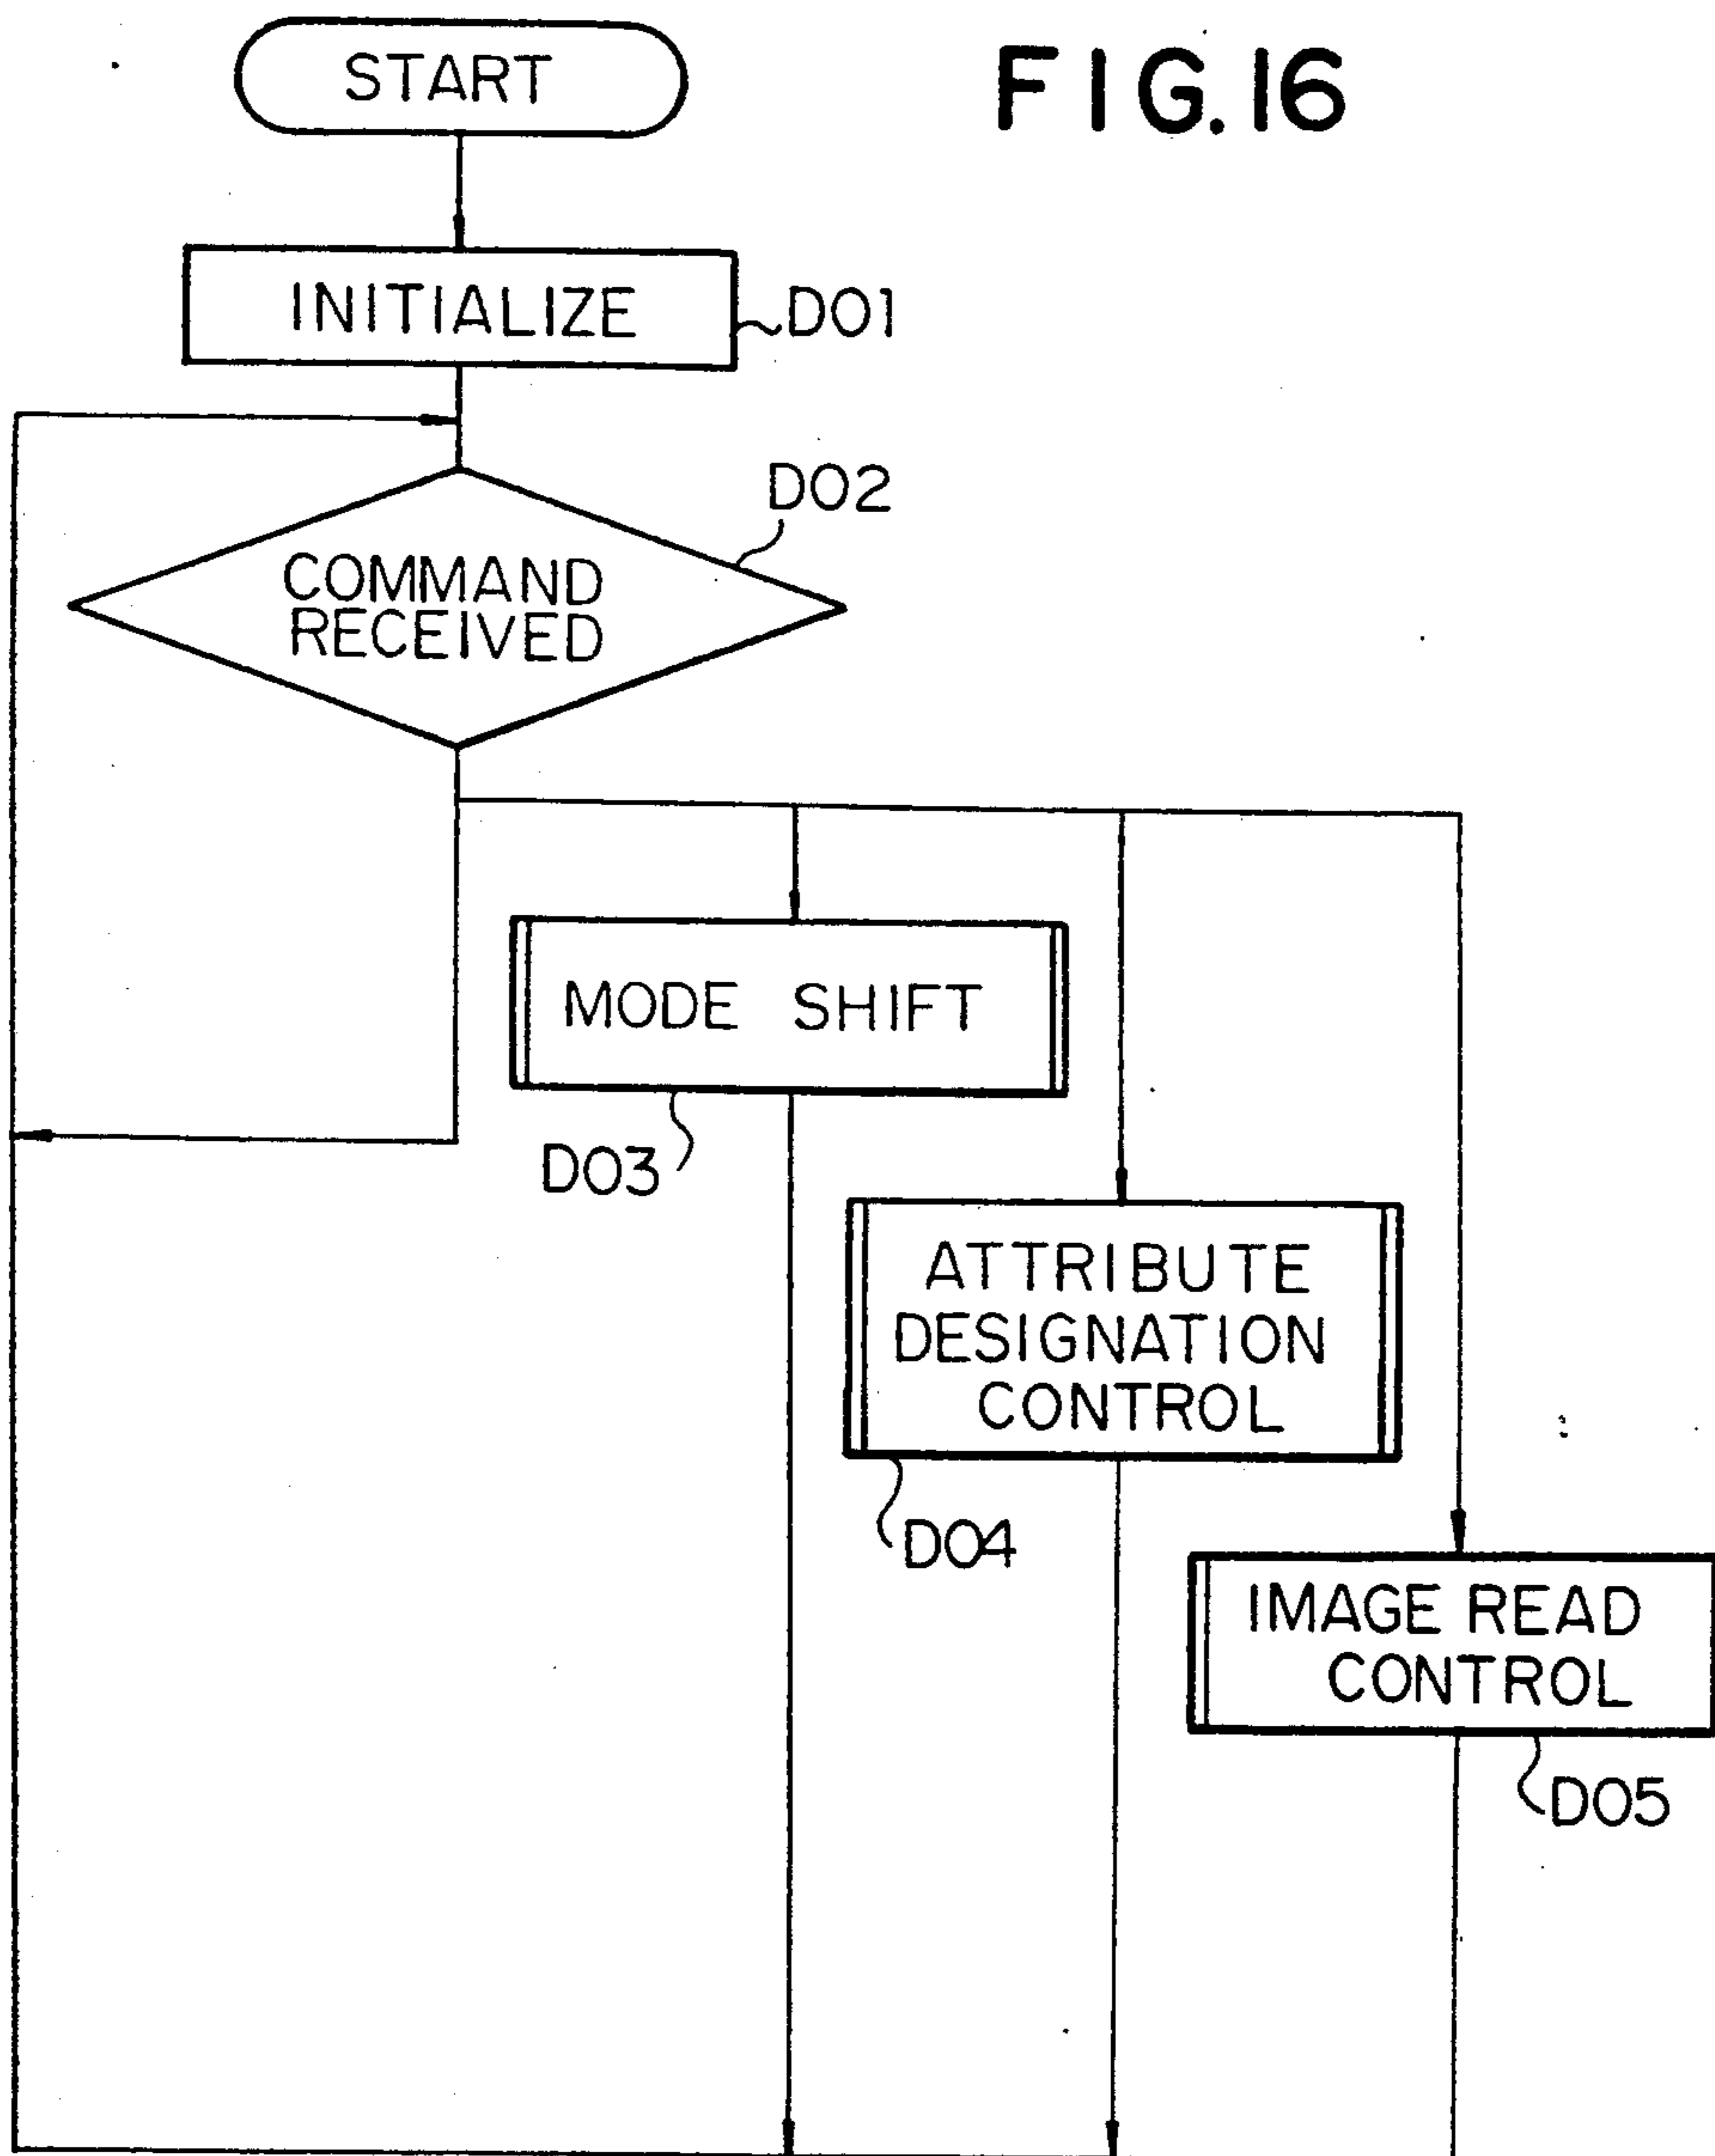 START
FIG.16
INITIALIZE
D01
D02
COMMAND
RECEIVED
MODE SHIFT
D03
ATTRIBUTE
DESIGNATION
CONTROL
D04
IMAGE READ
CONTROL
D05